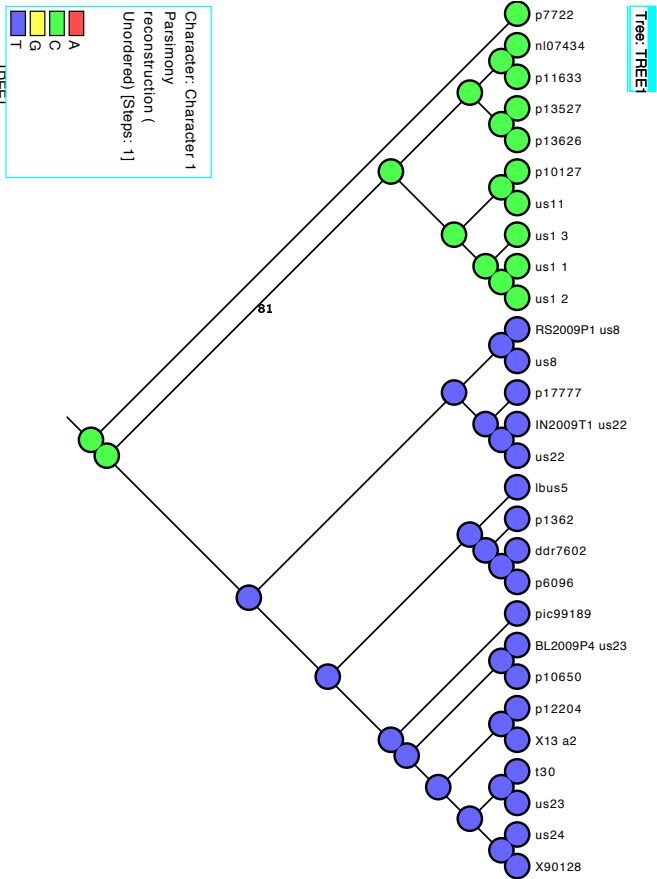 Tree: TREE1
p7722
nl07434
p11633
p13527
p13626
p10127
us11
us1 3
us1 1
us1 2
RS2009P1 us8
us8
p17777
IN2009T1 us22
us22
lbus5
p1362
ddr7602
p6096
pic99189
BL2009P4 us23
p10650
p12204
X13 a2
t30
us23
us24
X90128
81
Character: Character 1
Parsimony
reconstruction (
Unordered) [Steps: 1]
A
C
G
T